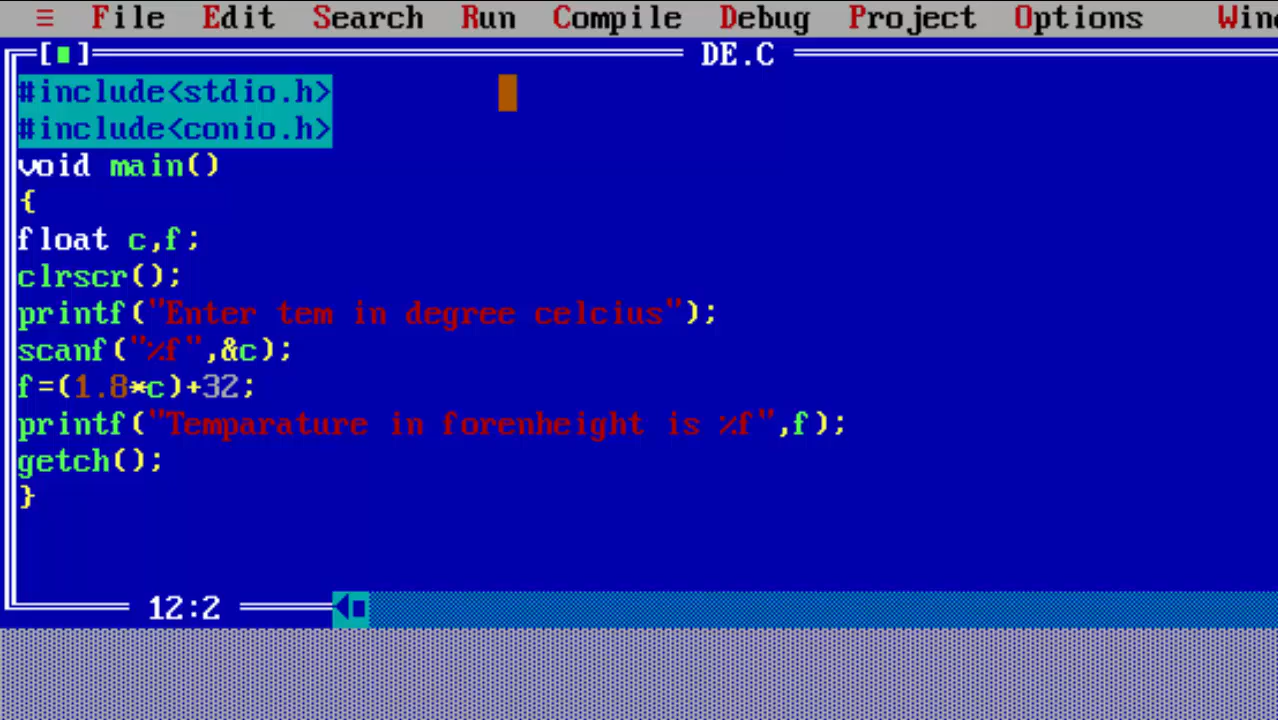 ≡ File Edit Search Run Compile Debug Project Options
[■] DE.C
#include<stdio.h>
#include<conio.h>
void main()
{
float c,f;
clrscr();
printf("Enter tem in degree celcius");
scanf("%f",&c);
f=(1.8*c)+32;
printf("Temparature in forenheight is %f",f);
getch();
}
12:2